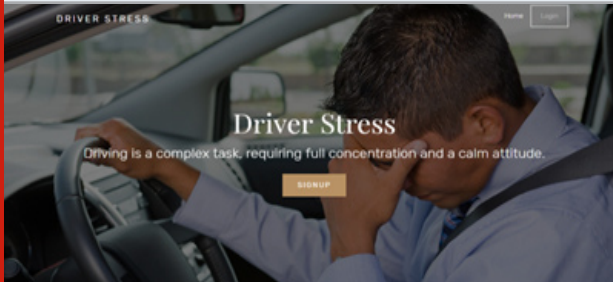 DRIVER STRESS
Home
Login
Driver Stress
Driving is a complex task, requiring full concentration and a calm attitude.
SIGNUP